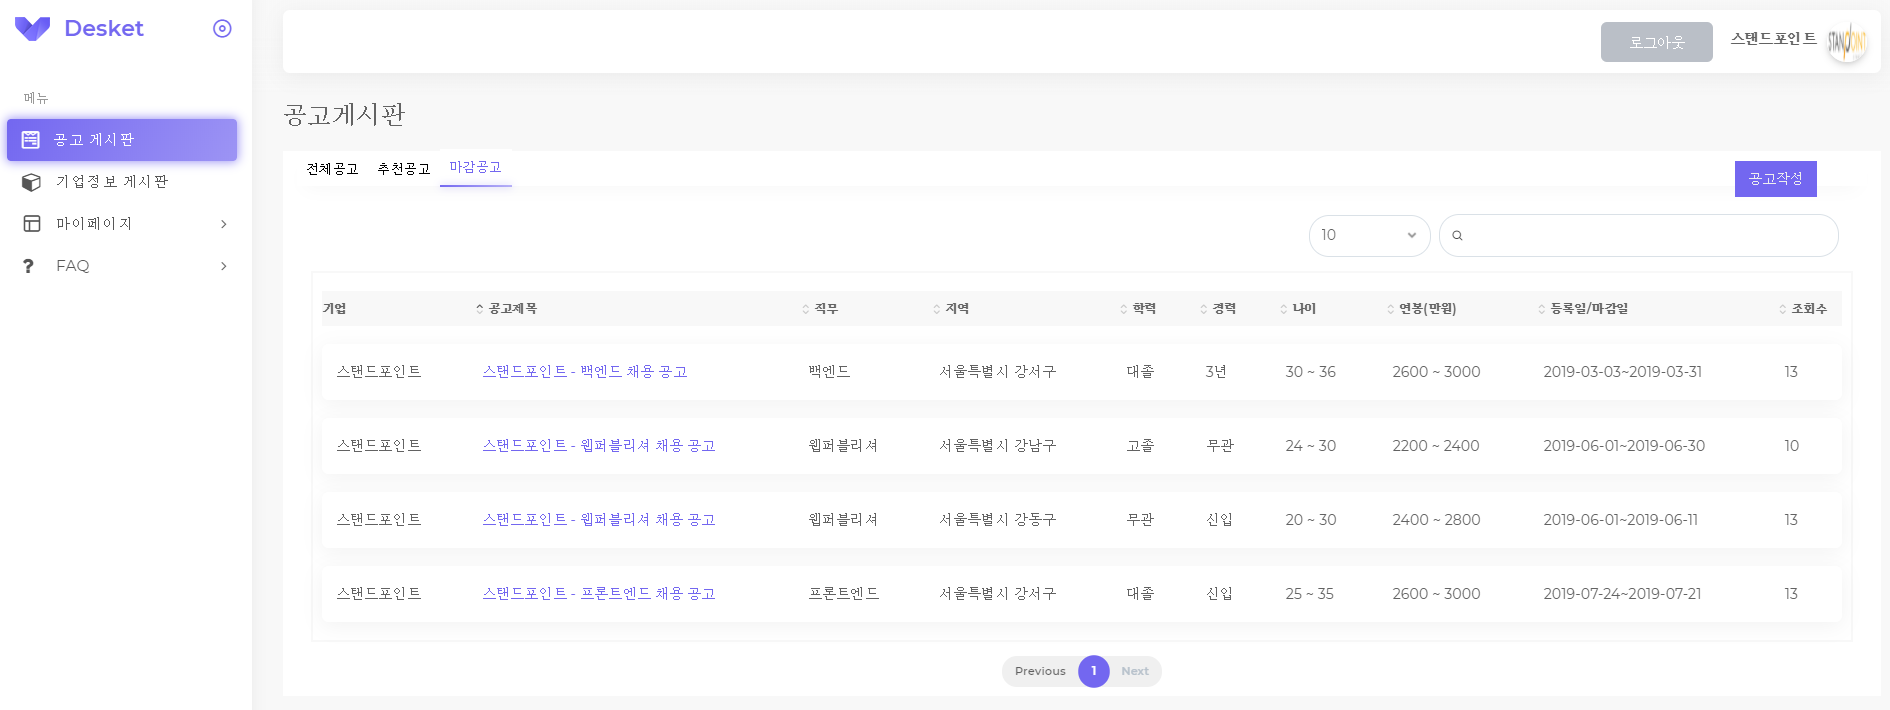 Desket
로그아웃 스탠드포인트 STANDPOINT
메뉴
공고 게시판
기업정보 게시판
마이페이지
FAQ
공고게시판
전체공고 추천공고 마감공고 공고작성
10
기업 공고제목 직무 지역 학력 경력 나이 연봉(만원) 등록일/마감일 조회수
스탠드포인트 스탠드포인트 - 백엔드 채용 공고 백엔드 서울특별시 강서구 대졸 3년 30 ~ 36 2600 ~ 3000 2019-03-03~2019-03-31 13
스탠드포인트 스탠드포인트 - 웹퍼블리셔 채용 공고 웹퍼블리셔 서울특별시 강남구 고졸 무관 24 ~ 30 2200 ~ 2400 2019-06-01~2019-06-30 10
스탠드포인트 스탠드포인트 - 웹퍼블리셔 채용 공고 웹퍼블리셔 서울특별시 강동구 무관 신입 20 ~ 30 2400 ~ 2800 2019-06-01~2019-06-11 13
스탠드포인트 스탠드포인트 - 프론트엔드 채용 공고 프론트엔드 서울특별시 강서구 대졸 신입 25 ~ 35 2600 ~ 3000 2019-07-24~2019-07-21 13
Previous 1 Next